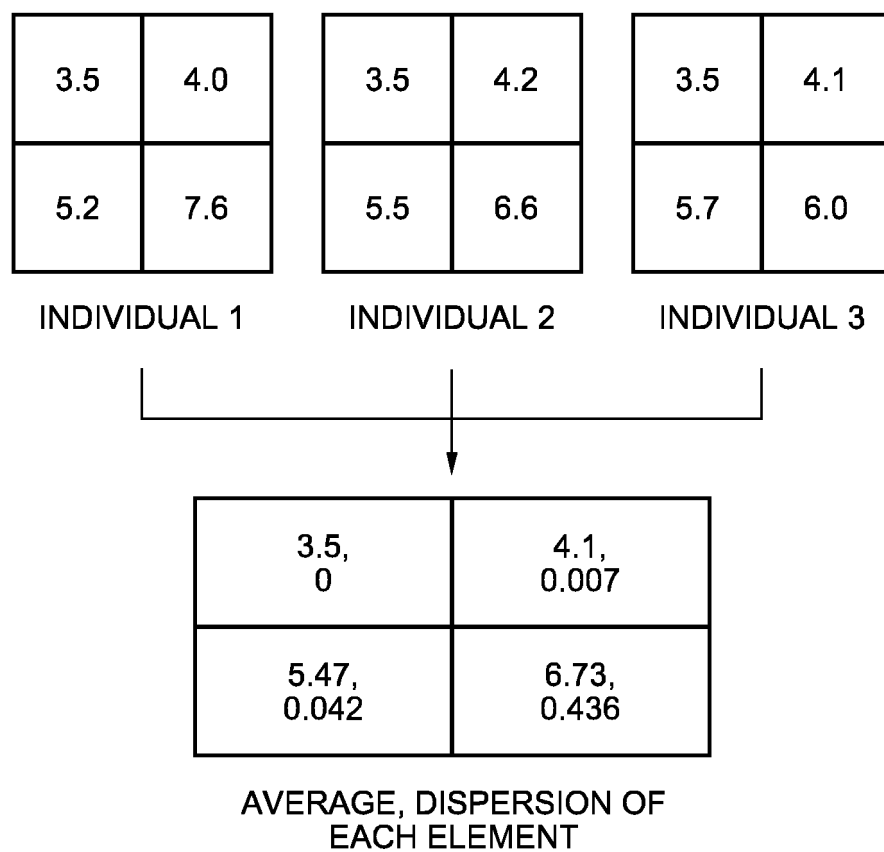 3.5 4.0
5.2 7.6
INDIVIDUAL 1
3.5 4.2
5.5 6.6
INDIVIDUAL 2
3.5 4.1
5.7 6.0
INDIVIDUAL 3
3.5,
0
4.1,
0.007
5.47,
0.042
6.73,
0.436
AVERAGE, DISPERSION OF
EACH ELEMENT